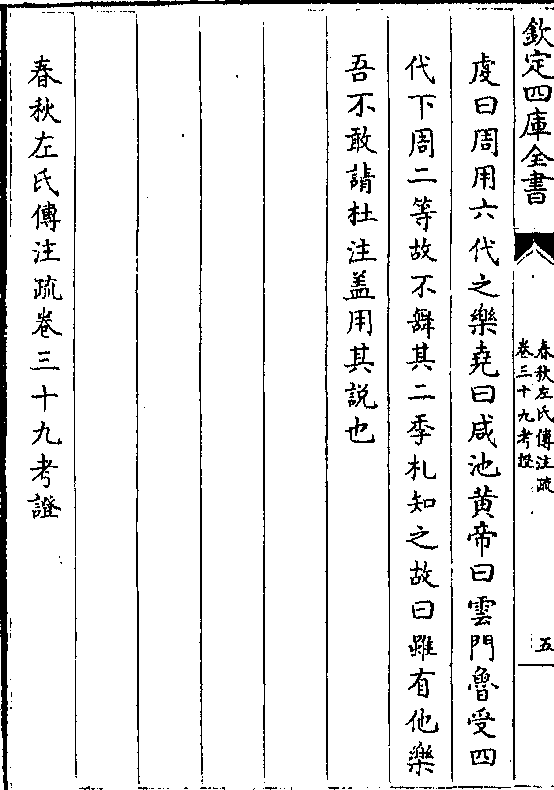 欽定四庫全書
春秋左氏傳注疏
卷三十九考證
五
虔曰周用六代之樂堯曰咸池黄帝曰雲門魯受四
代下周二等故不舞其二季札知之故曰雖有他樂
吾不敢請杜注盖用其説也
春秋左氏傳注疏卷三十九考證